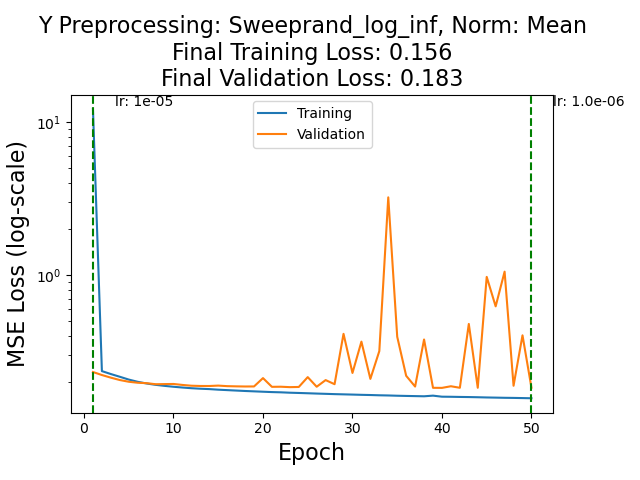 Y Preprocessing: Sweeprand_log_inf, Norm: Mean
Final Training Loss: 0.156
Final Validation Loss: 0.183
lr: 1e-05
lr: 1.0e-06
Training
Validation
MSE Loss (log-scale)
10¹
10⁰
0 10 20 30 40 50
Epoch